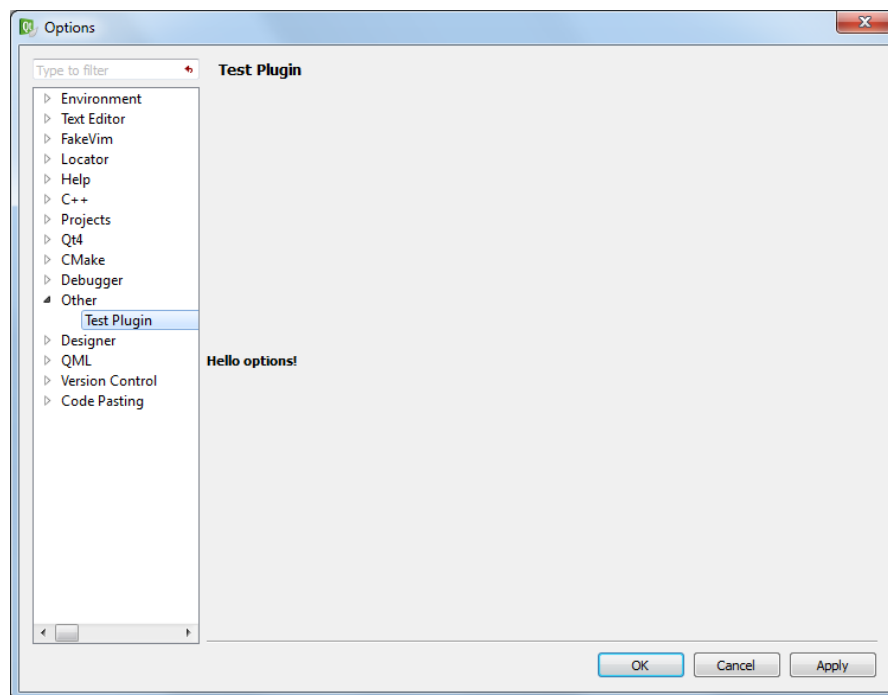 Options
Type to filter
Test Plugin
Environment
Text Editor
FakeVim
Locator
Help
C++
Projects
Qt4
CMake
Debugger
Other
Test Plugin
Designer
QML
Version Control
Code Pasting
Hello options!
OK
Cancel
Apply